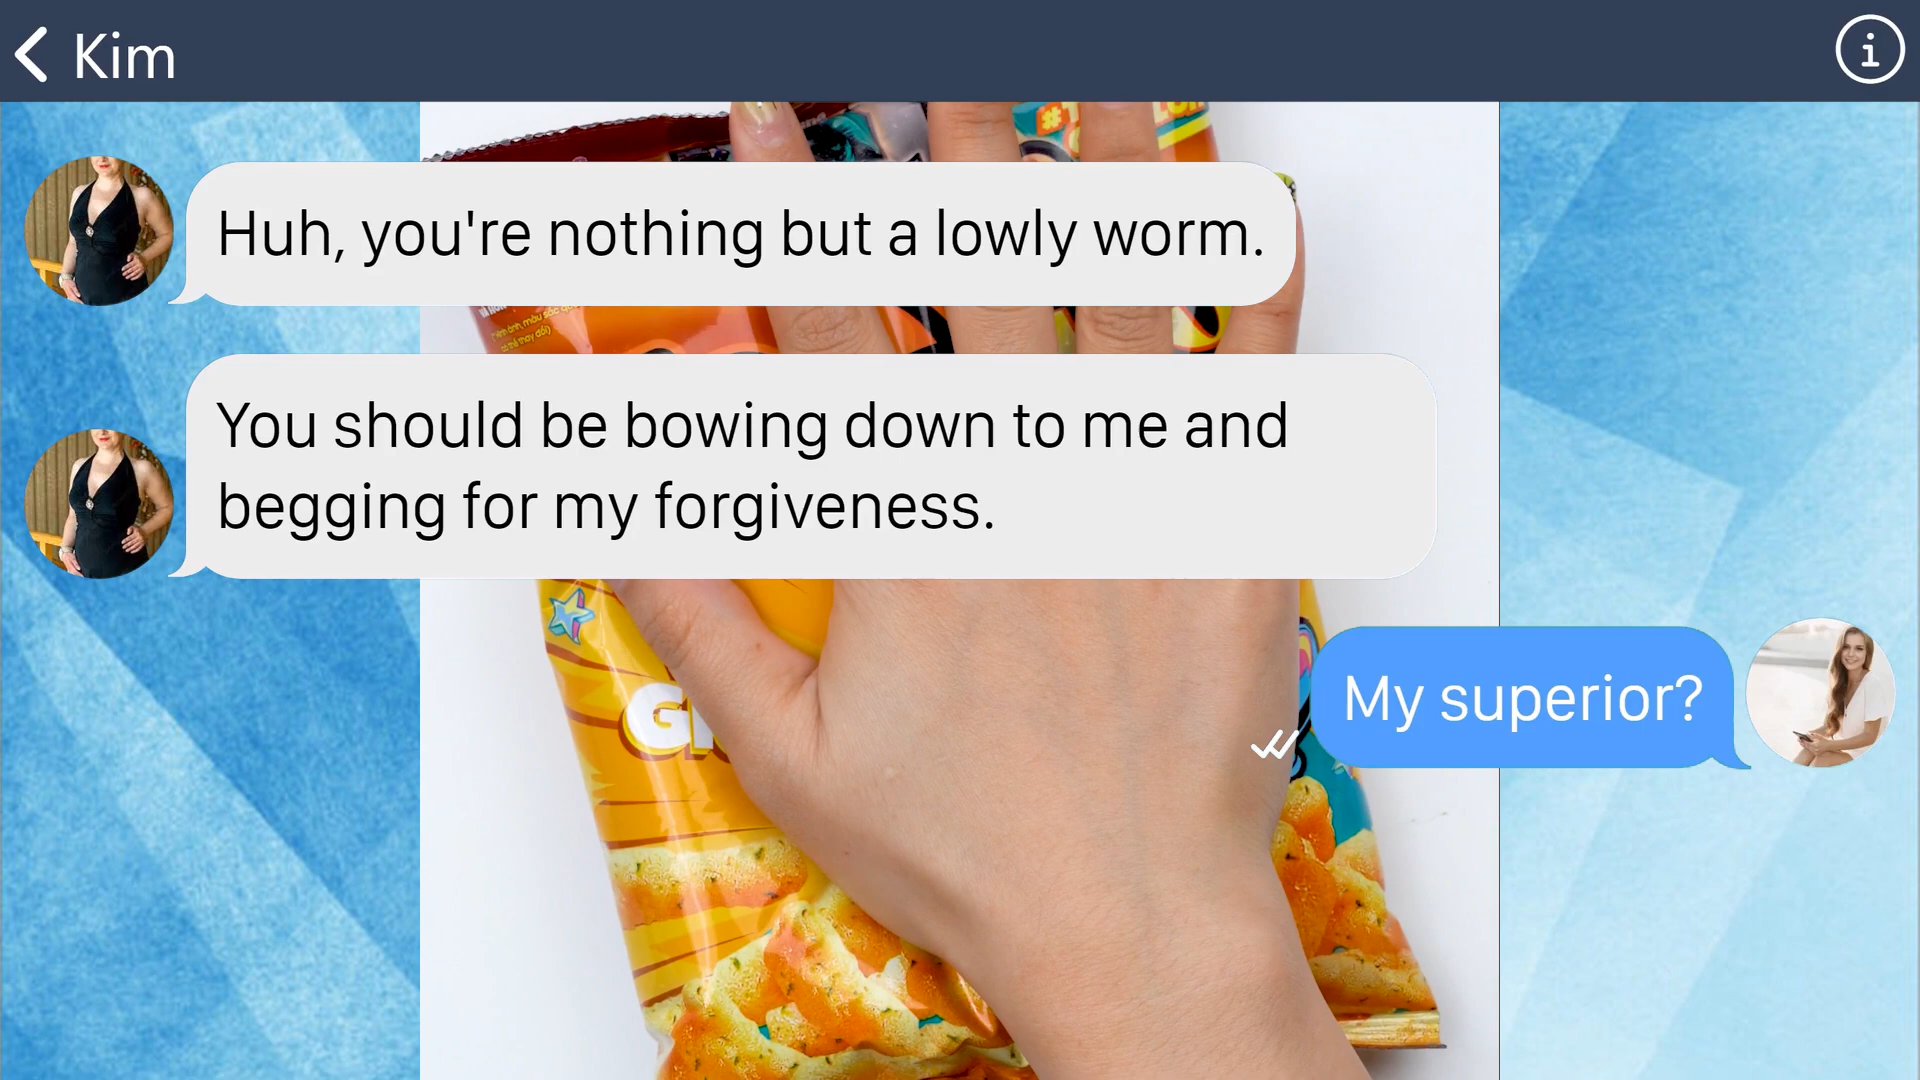 Kim
i
Huh, you're nothing but a lowly worm.
You should be bowing down to me and
begging for my forgiveness.
My superior?